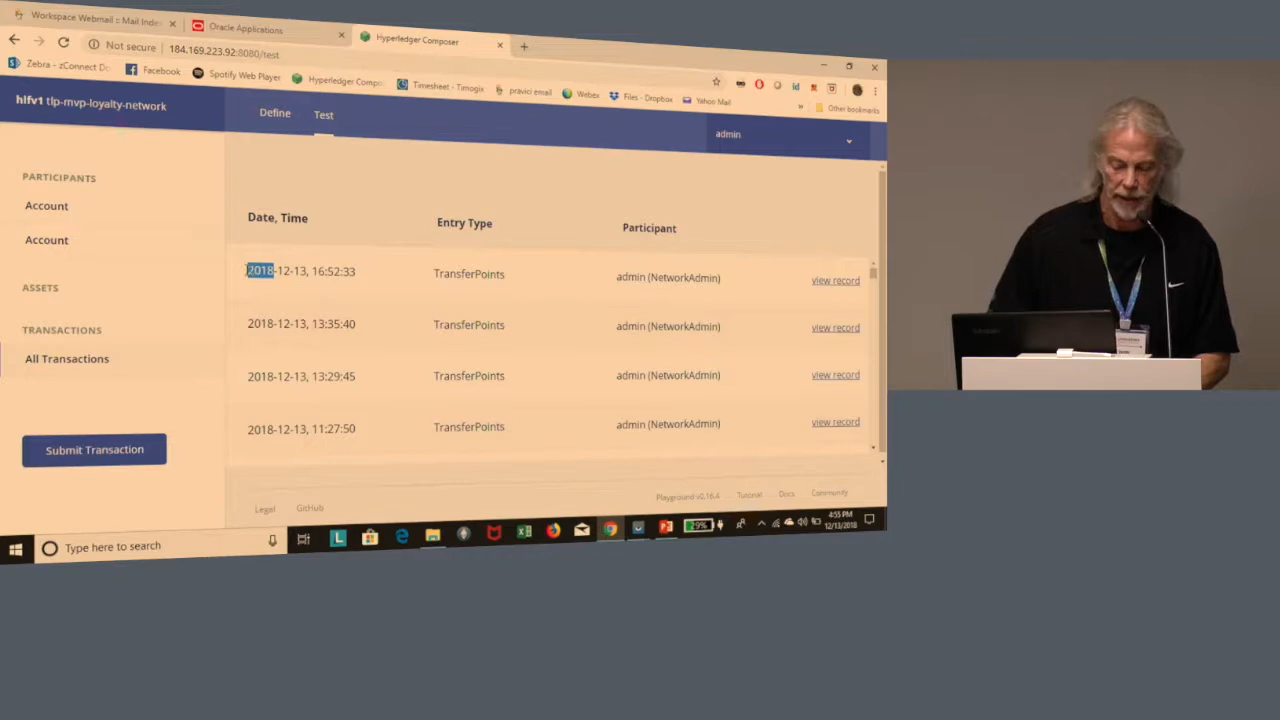 Workspace Webmail :: Mail Inde
Oracle Applications
Hyperledger Composer
Not secure
184.169.223.92:8080/test
Zebra - zConnect Do
Facebook
Spotify Web Player
Hyperledger Compo
Timesheet - Timogix
pravici email
Webex
Files - Dropbox
Yahoo Mail
Other bookmarks
hlfv1 tlp-mvp-loyalty-network
Define
Test
admin
PARTICIPANTS
Account
Account
ASSETS
TRANSACTIONS
All Transactions
Submit Transaction
Date, Time Entry Type Participant
2018-12-13, 16:52:33 TransferPoints admin (NetworkAdmin) view record
2018-12-13, 13:35:40 TransferPoints admin (NetworkAdmin) view record
2018-12-13, 13:29:45 TransferPoints admin (NetworkAdmin) view record
2018-12-13, 11:27:50 TransferPoints admin (NetworkAdmin) view record
Legal GitHub Playground v0.16.4 Tutorial Docs Community
Type here to search
29%
4:55 PM
12/13/2018